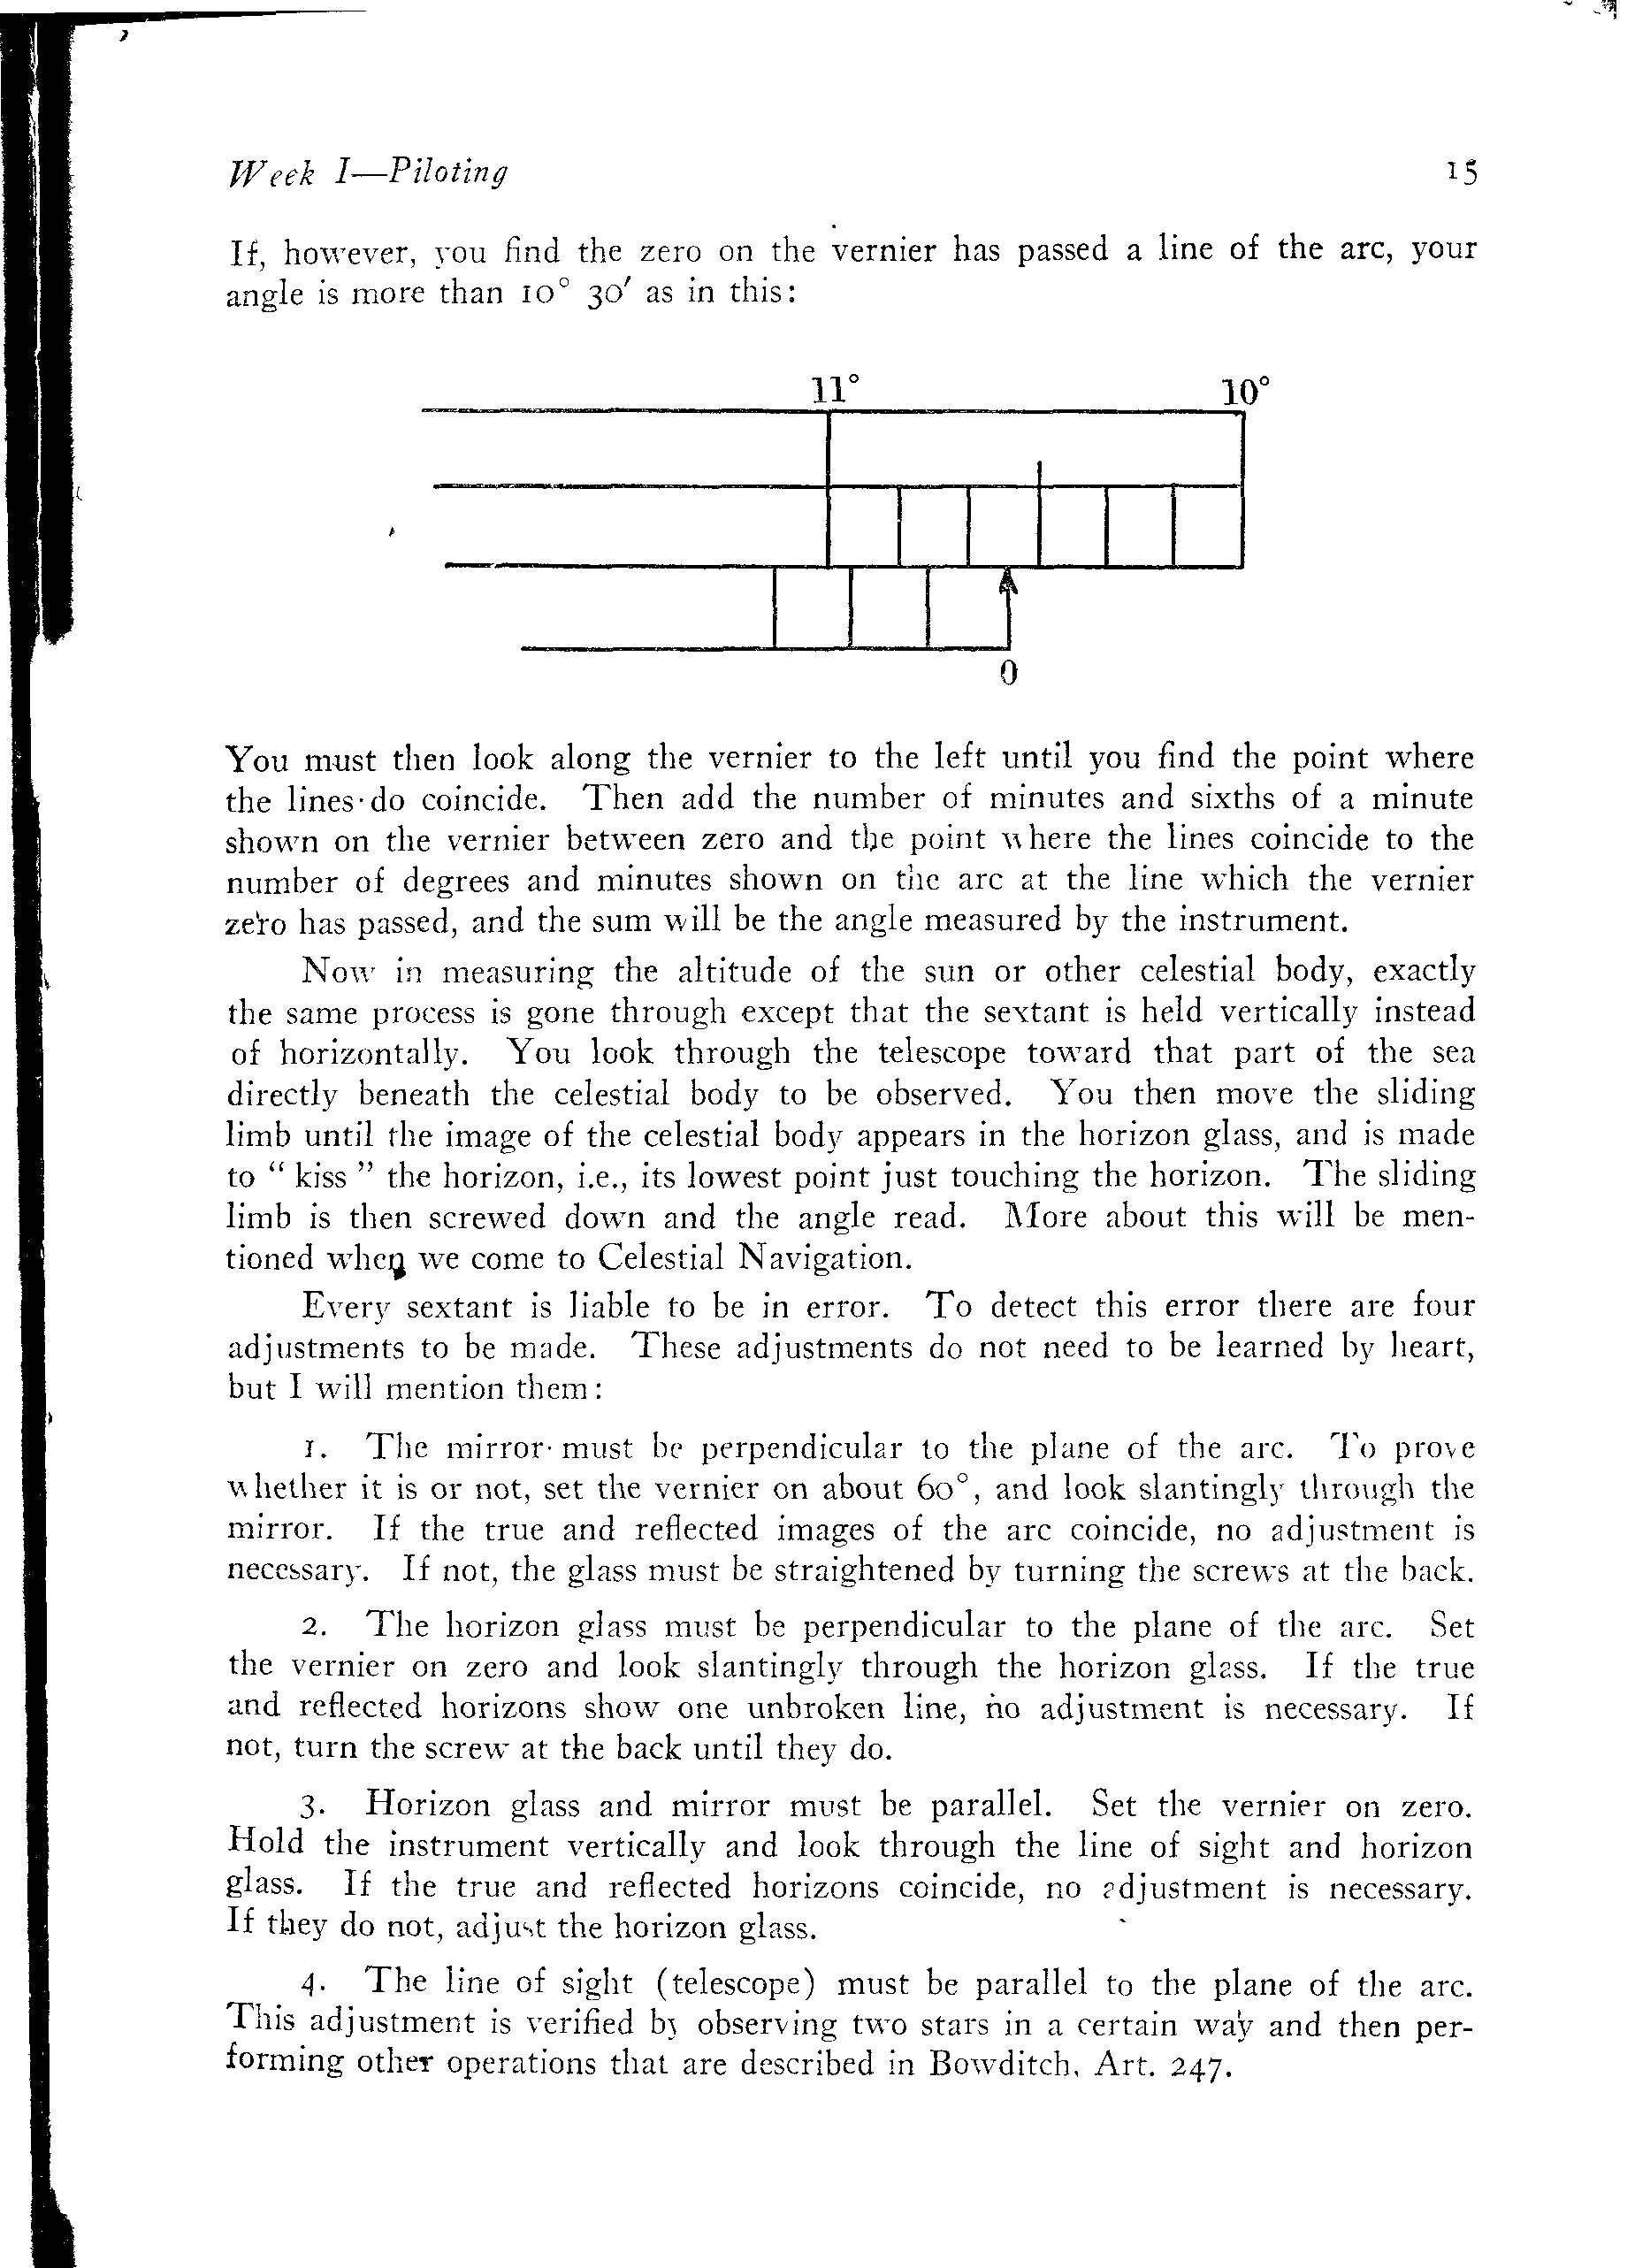 Week I—Piloting 15
If, however, you find the zero on the vernier has passed a line of the arc, your
angle is more than 10° 30′ as in this:
11° 10°
0
You must then look along the vernier to the left until you find the point where
the lines do coincide. Then add the number of minutes and sixths of a minute
shown on the vernier between zero and the point where the lines coincide to the
number of degrees and minutes shown on the arc at the line which the vernier
zero has passed, and the sum will be the angle measured by the instrument.
Now in measuring the altitude of the sun or other celestial body, exactly
the same process is gone through except that the sextant is held vertically instead
of horizontally. You look through the telescope toward that part of the sea
directly beneath the celestial body to be observed. You then move the sliding
limb until the image of the celestial body appears in the horizon glass, and is made
to " kiss " the horizon, i.e., its lowest point just touching the horizon. The sliding
limb is then screwed down and the angle read. More about this will be men-
tioned when we come to Celestial Navigation.
Every sextant is liable to be in error. To detect this error there are four
adjustments to be made. These adjustments do not need to be learned by heart,
but I will mention them:
1. The mirror must be perpendicular to the plane of the arc. To prove
whether it is or not, set the vernier on about 60°, and look slantingly through the
mirror. If the true and reflected images of the arc coincide, no adjustment is
necessary. If not, the glass must be straightened by turning the screws at the back.
2. The horizon glass must be perpendicular to the plane of the arc. Set
the vernier on zero and look slantingly through the horizon glass. If the true
and reflected horizons show one unbroken line, no adjustment is necessary. If
not, turn the screw at the back until they do.
3. Horizon glass and mirror must be parallel. Set the vernier on zero.
Hold the instrument vertically and look through the line of sight and horizon
glass. If the true and reflected horizons coincide, no adjustment is necessary.
If they do not, adjust the horizon glass.
4. The line of sight (telescope) must be parallel to the plane of the arc.
This adjustment is verified by observing two stars in a certain way and then per-
forming other operations that are described in Bowditch, Art. 247.